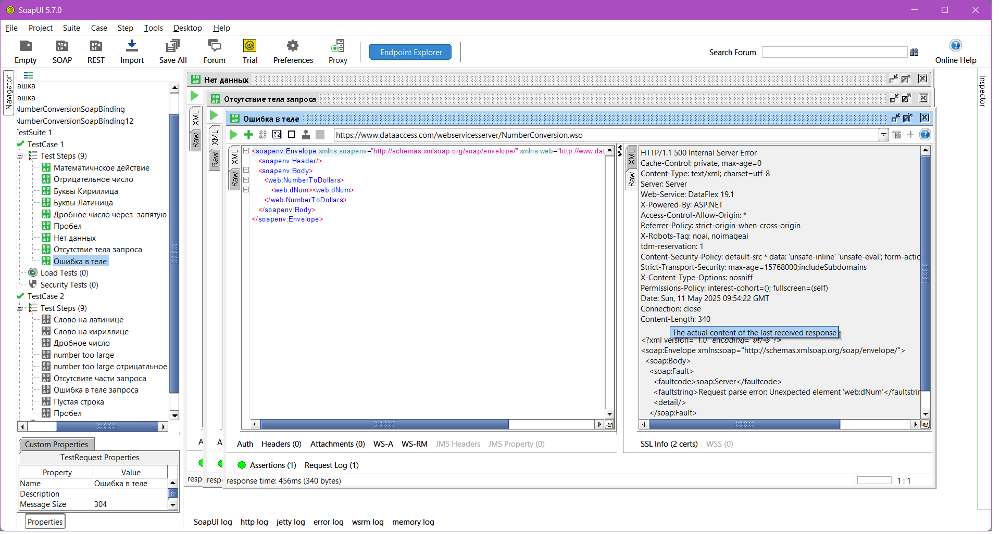 SoapUI 5.7.0
File Project Suite Case Step Tools Desktop Help
Empty SOAP REST Import Save All Forum Trial Preferences Proxy
Endpoint Explorer
Search Forum
Online Help
Navigator
ашка
ашка
NumberConversionSoapBinding
NumberConversionSoapBinding12
TestSuite 1
TestCase 1
Test Steps (9)
Математичнское действие
Отрицательное число
Буквы Кириллица
Буквы Латиница
Дробное число через запятую
Пробел
Нет данных
Отсутствие тела запроса
Ошибка в теле
Load Tests (0)
Security Tests (0)
TestCase 2
Test Steps (9)
Слово на латинице
Слово на кириллице
Дробное число
number too large
number too large отрицатльное
Отсутсвите части запроса
Ошибка в теле запроса
Пустая строка
Пробел
Custom Properties
TestRequest Properties
Property Value
Name Ошибка в теле
Description
Message Size 304
Properties
Нет данных
XML
Raw
Отсутствие тела запроса
XML
Raw
Ошибка в теле
https://www.dataaccess.com/webservicesserver/NumberConversion.wso
XML
Raw
<soapenv:Envelope xmlns:soapenv="http://schemas.xmlsoap.org/soap/envelope/" xmlns:web="http://www.dat
<soapenv:Header/>
<soapenv:Body>
<web:NumberToDollars>
<web:dNum><web:dNum>
</web:NumberToDollars>
</soapenv:Body>
</soapenv:Envelope>
XML
Raw
HTTP/1.1 500 Internal Server Error
Cache-Control: private, max-age=0
Content-Type: text/xml; charset=utf-8
Server: Server
Web-Service: DataFlex 19.1
X-Powered-By: ASP.NET
Access-Control-Allow-Origin: *
Referrer-Policy: strict-origin-when-cross-origin
X-Robots-Tag: noai, noimageai
tdm-reservation: 1
Content-Security-Policy: default-src * data: 'unsafe-inline' 'unsafe-eval'; form-actio
Strict-Transport-Security: max-age=15768000;includeSubdomains
X-Content-Type-Options: nosniff
Permissions-Policy: interest-cohort=(); fullscreen=(self)
Date: Sun, 11 May 2025 09:54:22 GMT
Connection: close
Content-Length: 340
The actual content of the last received response
<?xml version="1.0" encoding="utf-8"?>
<soap:Envelope xmlns:soap="http://schemas.xmlsoap.org/soap/envelope/">
<soap:Body>
<soap:Fault>
<faultcode>soap:Server</faultcode>
<faultstring>Request parse error: Unexpected element 'web:dNum'</faultstrin
<detail/>
</soap:Fault>
A
A
Auth Headers (0) Attachments (0) WS-A WS-RM JMS Headers JMS Property (0)
SSL Info (2 certs) WSS (0)
Assertions (1) Request Log (1)
resp
resp
response time: 456ms (340 bytes)
1 : 1
SoapUI log http log jetty log error log wsrm log memory log
Inspector